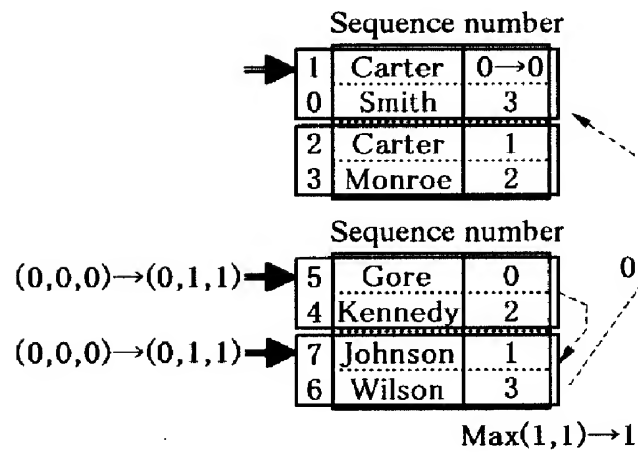 Sequence number
1 Carter 0→0
0 Smith 3
2 Carter 1
3 Monroe 2
Sequence number
(0,0,0)→(0,1,1) 5 Gore 0 0
4 Kennedy 2
(0,0,0)→(0,1,1) 7 Johnson 1
6 Wilson 3
Max(1,1)→1